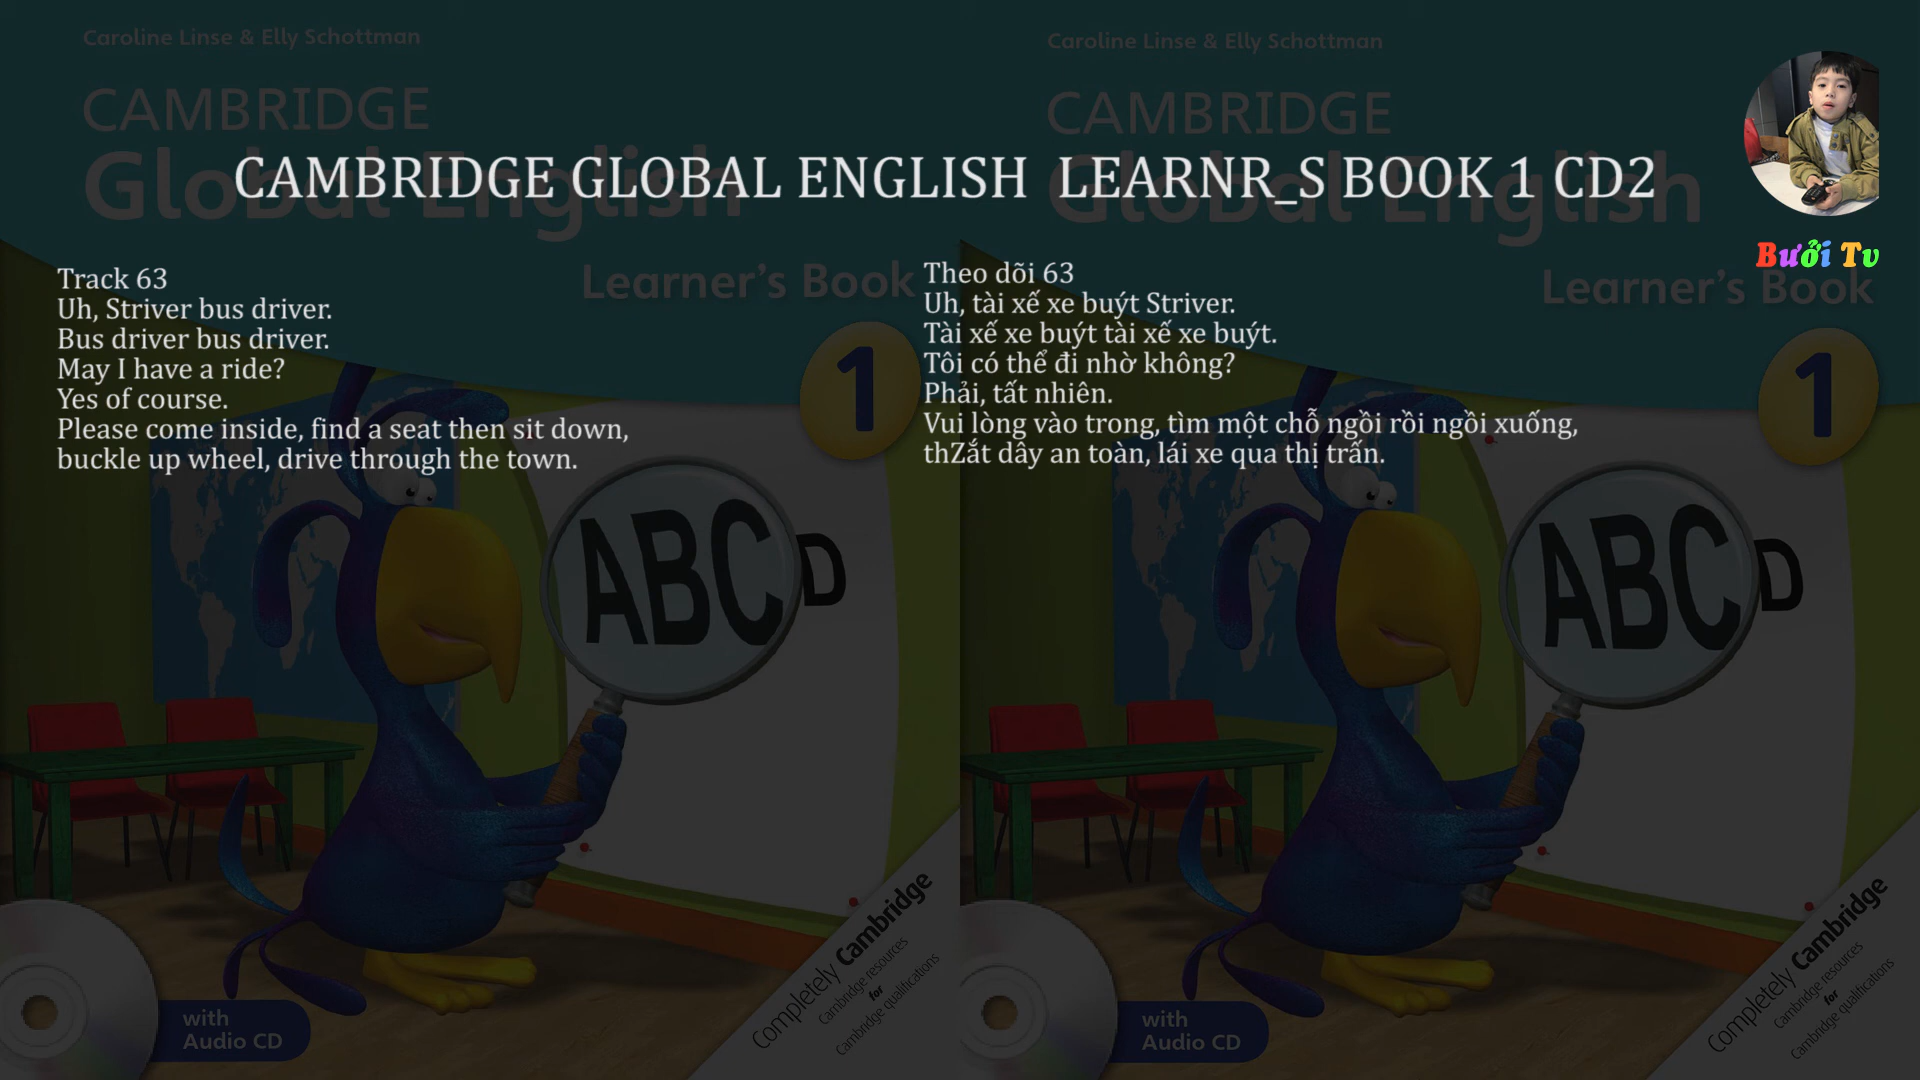 Caroline Linse & Elly Schottman
Caroline Linse & Elly Schottman
CAMBRIDGE
Global English
CAMBRIDGE
Global English
CAMBRIDGE GLOBAL ENGLISH LEARNR_S BOOK 1 CD2
Bưởi Tv
Learner's Book
Learner's Book
1
1
Track 63
Uh, Striver bus driver.
Bus driver bus driver.
May I have a ride?
Yes of course.
Please come inside, find a seat then sit down,
buckle up wheel, drive through the town.
Theo dõi 63
Uh, tài xế xe buýt Striver.
Tài xế xe buýt tài xế xe buýt.
Tôi có thể đi nhờ không?
Phải, tất nhiên.
Vui lòng vào trong, tìm một chỗ ngồi rồi ngồi xuống,
thZắt dây an toàn, lái xe qua thị trấn.
ABC
D
ABC
D
with
Audio CD
Completely Cambridge
Cambridge resources
for
Cambridge qualifications
with
Audio CD
Completely Cambridge
Cambridge resources
for
Cambridge qualifications